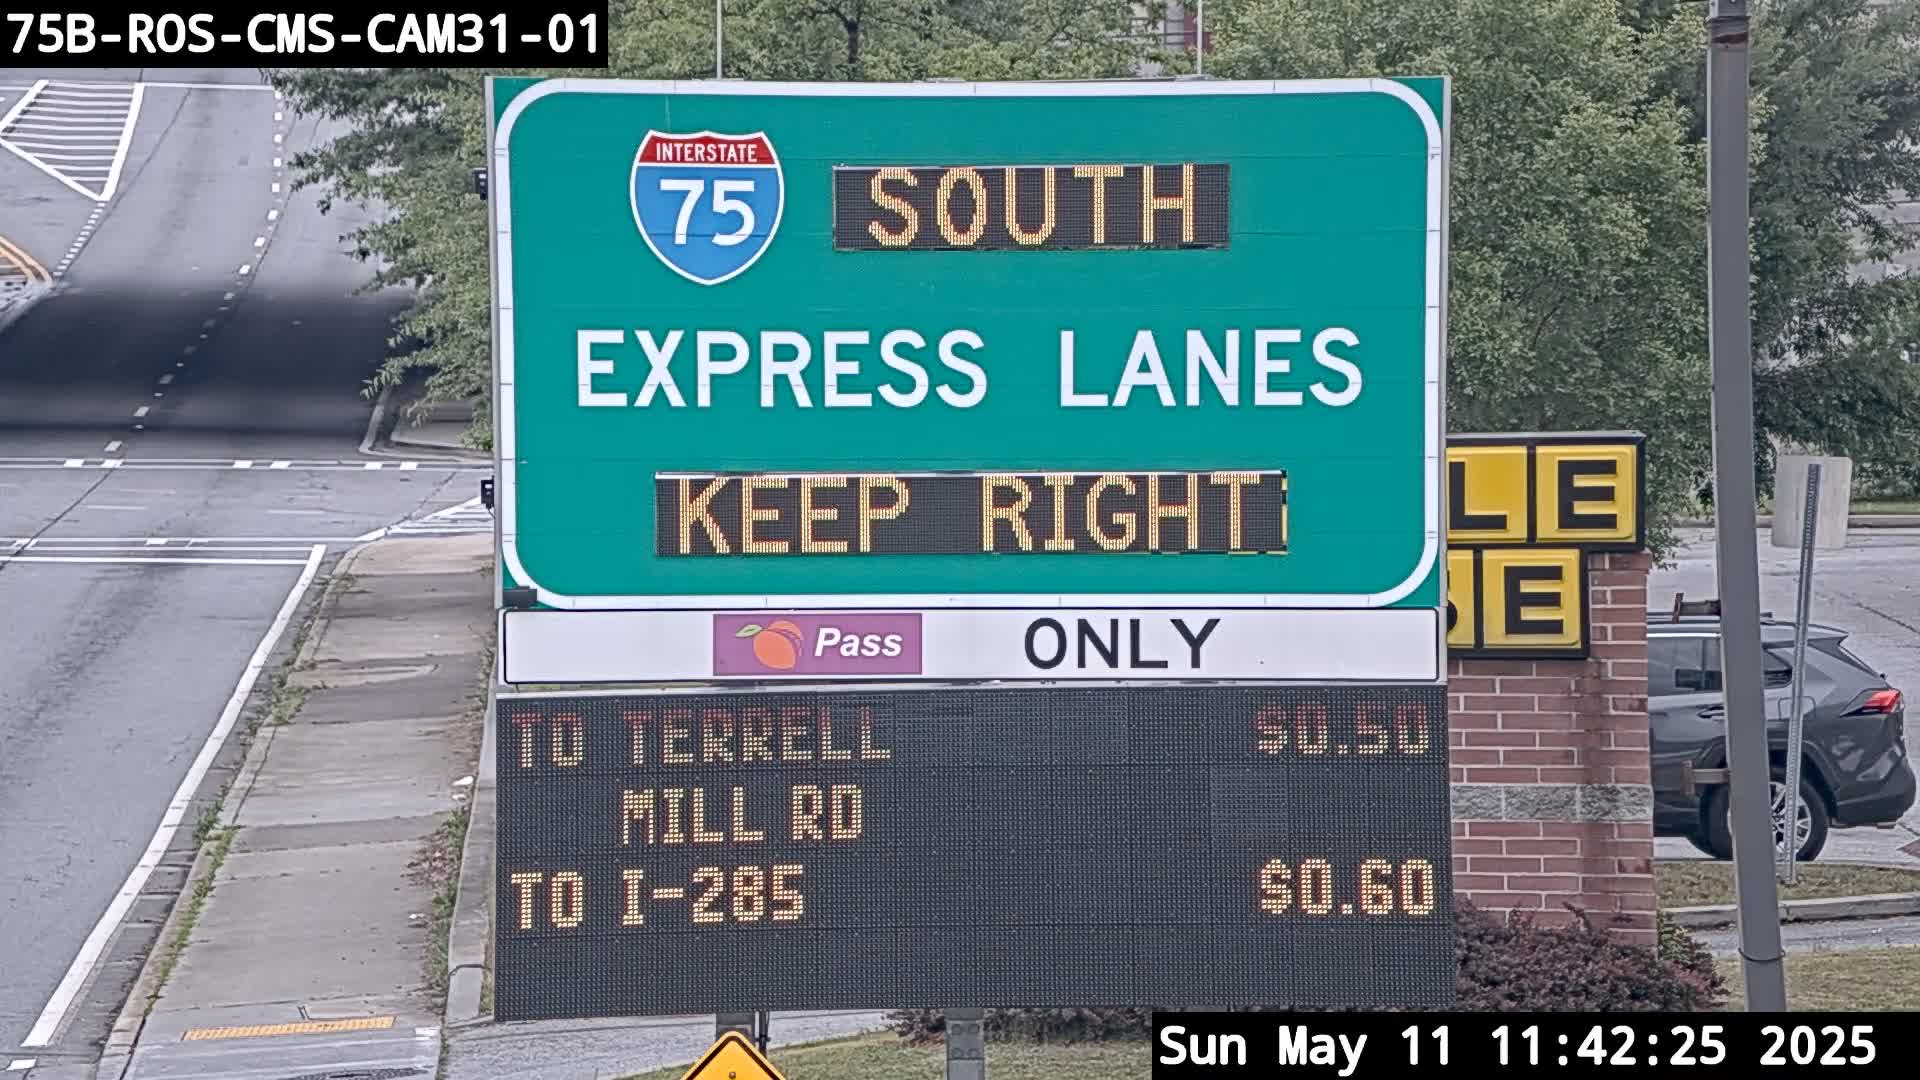 75B-ROS-CMS-CAM31-01
INTERSTATE
75
SOUTH
EXPRESS LANES
KEEP RIGHT
Pass ONLY
TO TERRELL $0.50
MILL RD
TO I-285 $0.60
LE
E
Sun May 11 11:42:25 2025